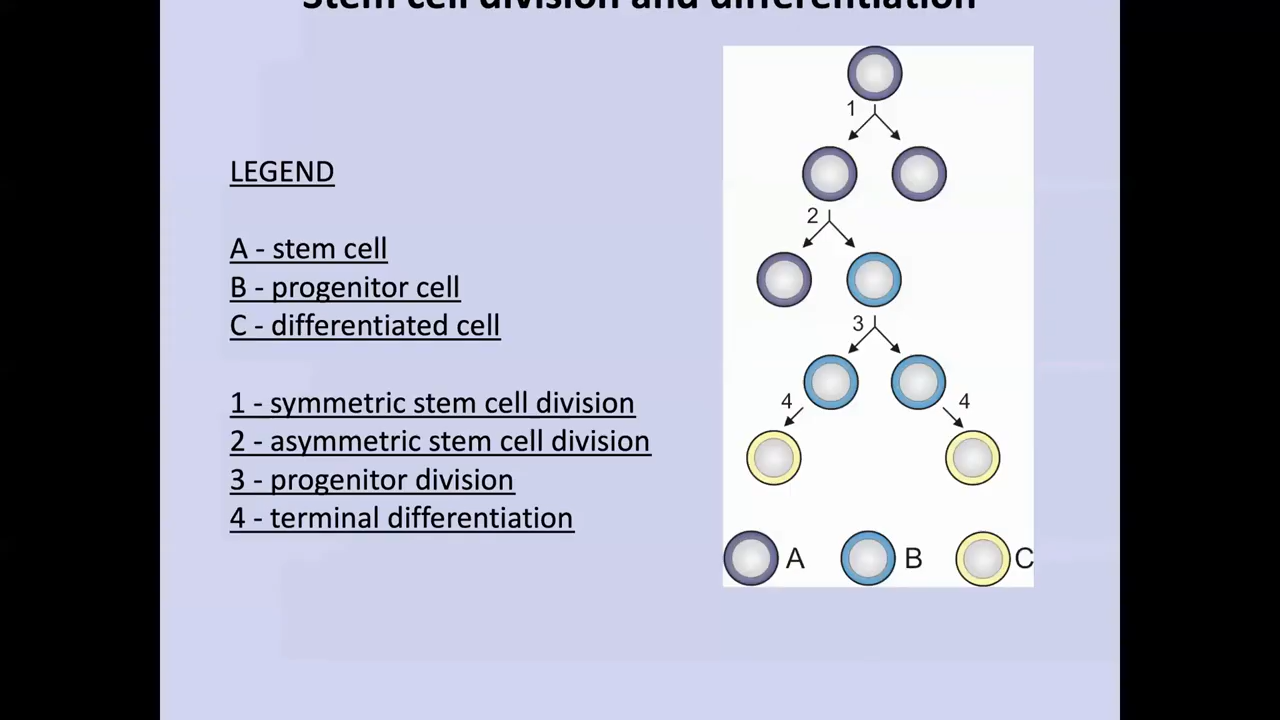 Stem cell division and differentiation
LEGEND
A - stem cell
B - progenitor cell
C - differentiated cell
1 - symmetric stem cell division
2 - asymmetric stem cell division
3 - progenitor division
4 - terminal differentiation
1
2
3
4 4
A B C